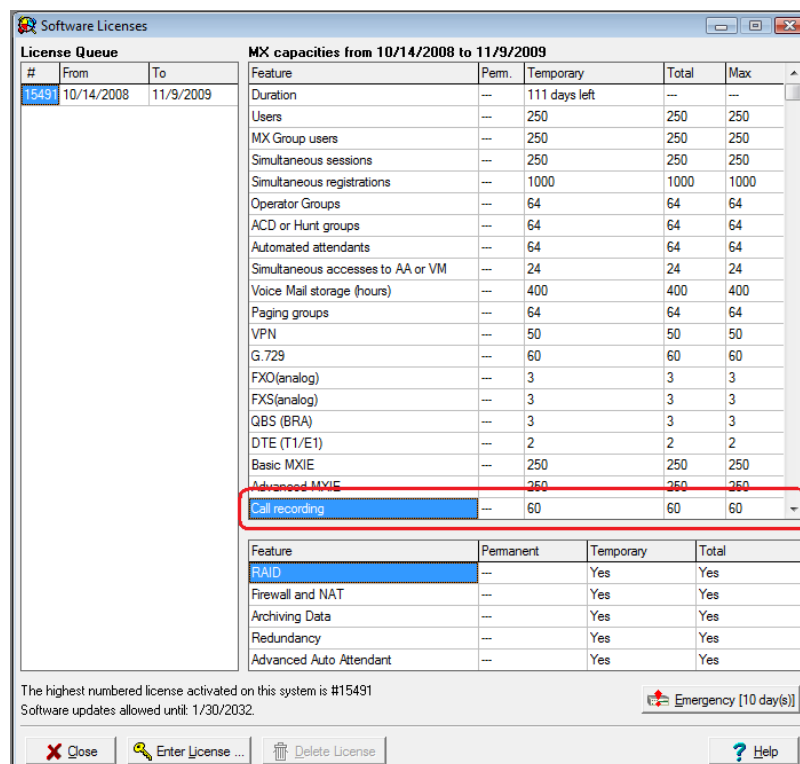 Software Licenses
License Queue
MX capacities from 10/14/2008 to 11/9/2009
# From To
15491 10/14/2008 11/9/2009
Feature Perm. Temporary Total Max
Duration --- 111 days left --- ---
Users --- 250 250 250
MX Group users --- 250 250 250
Simultaneous sessions --- 250 250 250
Simultaneous registrations --- 1000 1000 1000
Operator Groups --- 64 64 64
ACD or Hunt groups --- 64 64 64
Automated attendants --- 64 64 64
Simultaneous accesses to AA or VM --- 24 24 24
Voice Mail storage (hours) --- 400 400 400
Paging groups --- 64 64 64
VPN --- 50 50 50
G.729 --- 60 60 60
FXO(analog) --- 3 3 3
FXS(analog) --- 3 3 3
QBS (BRA) --- 3 3 3
DTE (T1/E1) --- 2 2 2
Basic MXIE --- 250 250 250
Advanced MXIE --- 250 250 250
Call recording --- 60 60 60
Feature Permanent Temporary Total
RAID --- Yes Yes
Firewall and NAT --- Yes Yes
Archiving Data --- Yes Yes
Redundancy --- Yes Yes
Advanced Auto Attendant --- Yes Yes
The highest numbered license activated on this system is #15491
Software updates allowed until: 1/30/2032.
Emergency [10 day(s)]
Close
Enter License ...
Delete License
Help